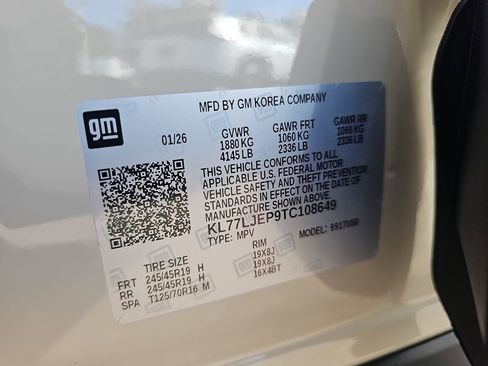 MFD BY GM KOREA COMPANY
gm 01/26
GVWR GAWR FRT GAWR RR
1880 KG 1060 KG 1060 KG
4145 LB 2336 LB 2336 LB
THIS VEHICLE CONFORMS TO ALL
APPLICABLE U.S. FEDERAL MOTOR
VEHICLE SAFETY AND THEFT PREVENTION
STANDARDS IN EFFECT ON THE DATE OF
MANUFACTURE SHOWN ABOVE.
KL77LJEP9TC108649
TYPE: MPV MODEL:
TIRE SIZE RIM
FRT 245/45R19 H 19X8J
RR 245/45R19 H 19X8J
SPA T125/70R16 M 16X4BT